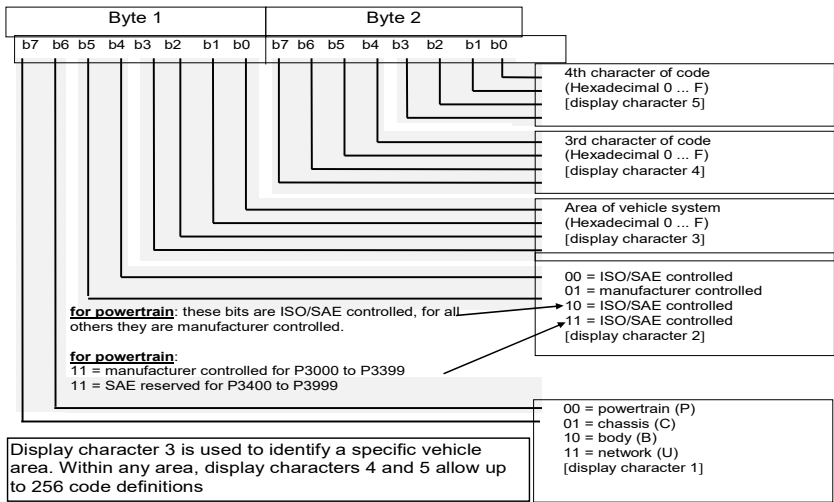 Byte 1 Byte 2
b7 b6 b5 b4 b3 b2 b1 b0 b7 b6 b5 b4 b3 b2 b1 b0
4th character of code
(Hexadecimal 0 ... F)
[display character 5]
3rd character of code
(Hexadecimal 0 ... F)
[display character 4]
Area of vehicle system
(Hexadecimal 0 ... F)
[display character 3]
00 = ISO/SAE controlled
01 = manufacturer controlled
10 = ISO/SAE controlled
11 = ISO/SAE controlled
[display character 2]
for powertrain: these bits are ISO/SAE controlled, for all
others they are manufacturer controlled.
for powertrain:
11 = manufacturer controlled for P3000 to P3399
11 = SAE reserved for P3400 to P3999
00 = powertrain (P)
01 = chassis (C)
10 = body (B)
11 = network (U)
[display character 1]
Display character 3 is used to identify a specific vehicle
area. Within any area, display characters 4 and 5 allow up
to 256 code definitions